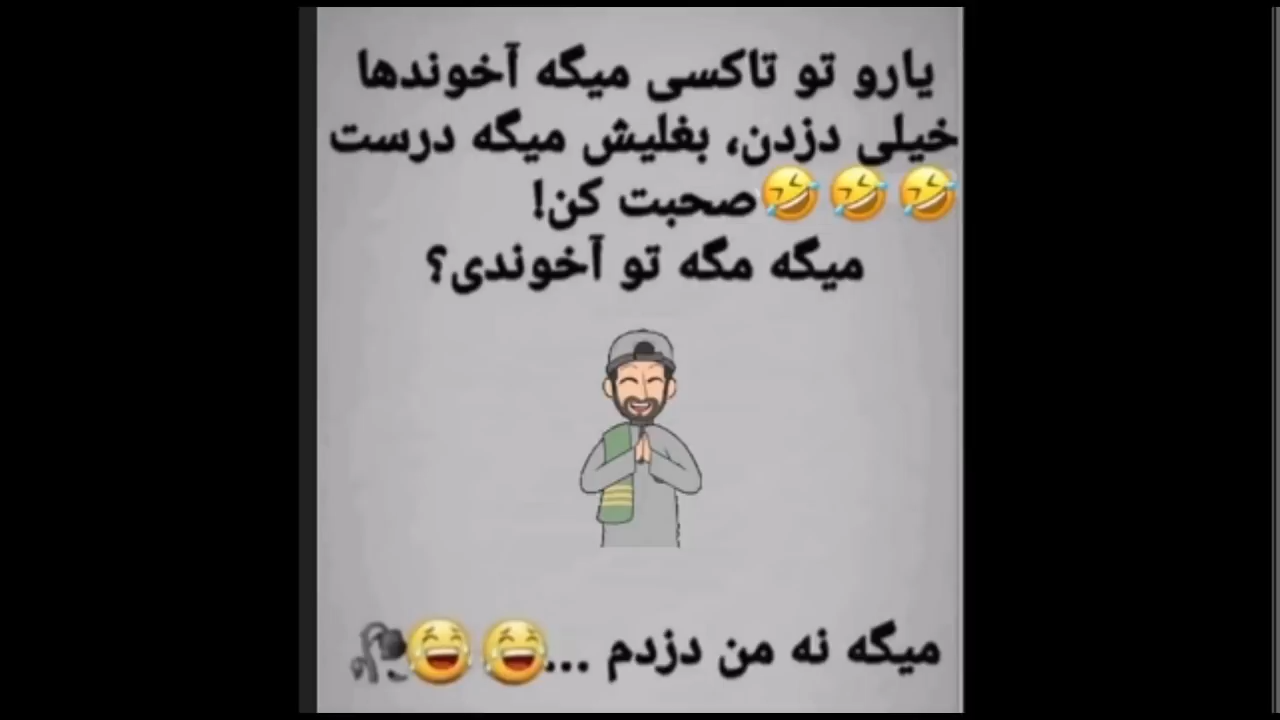 یارو تو تاکسی میگه آخوندها
خیلی دزدن، بغلیش میگه درست
🤣🤣🤣صحبت کن!
میگه مگه تو آخوندی؟
میگه نه من دزدم ...😂😂🥀